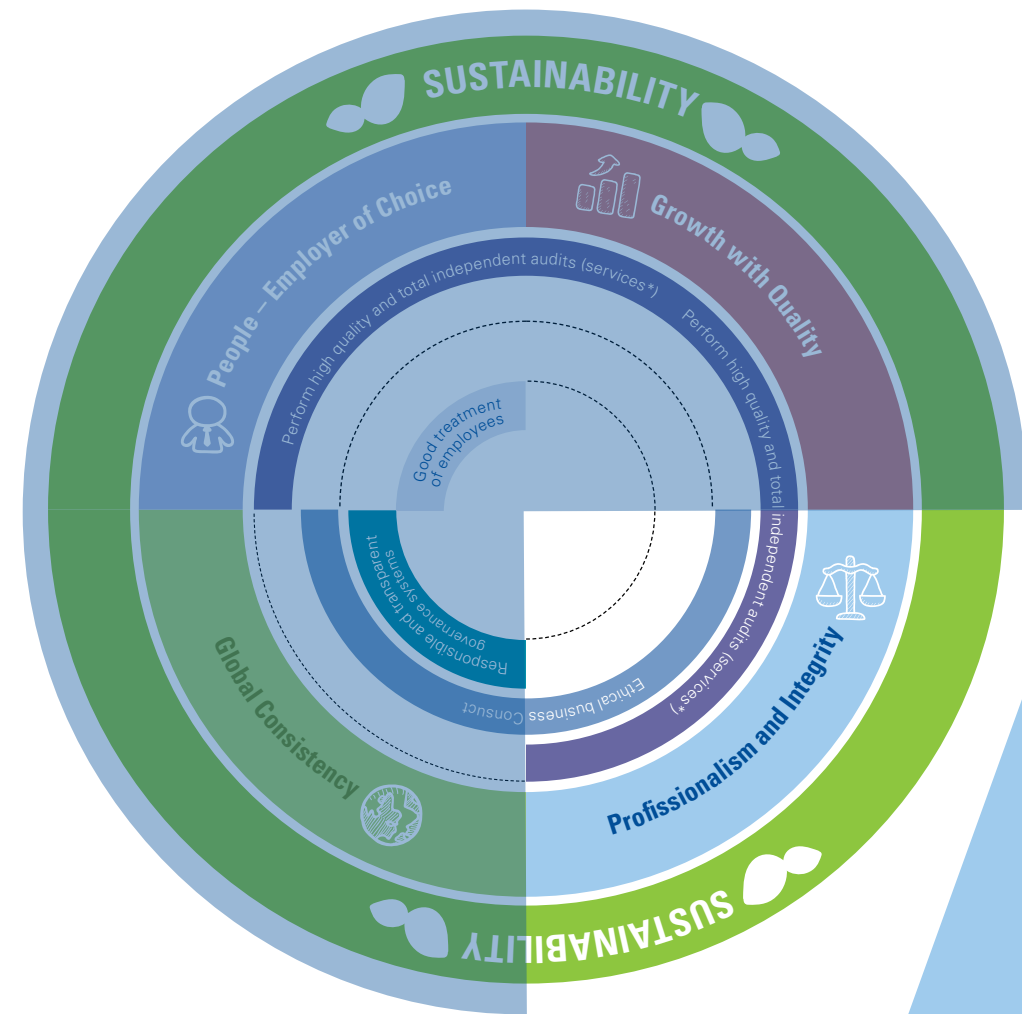 SUSTAINABILITY
People – Employer of Choice
Growth with Quality
Perform high quality and total independent audits (services*)
Perform high quality and total independent audits (services*)
Good treatment
of employees
Responsible and transparent
governance systems
Ethical business Consuct
Global Consistency
Profissionalism and Integrity
SUSTAINABILITY